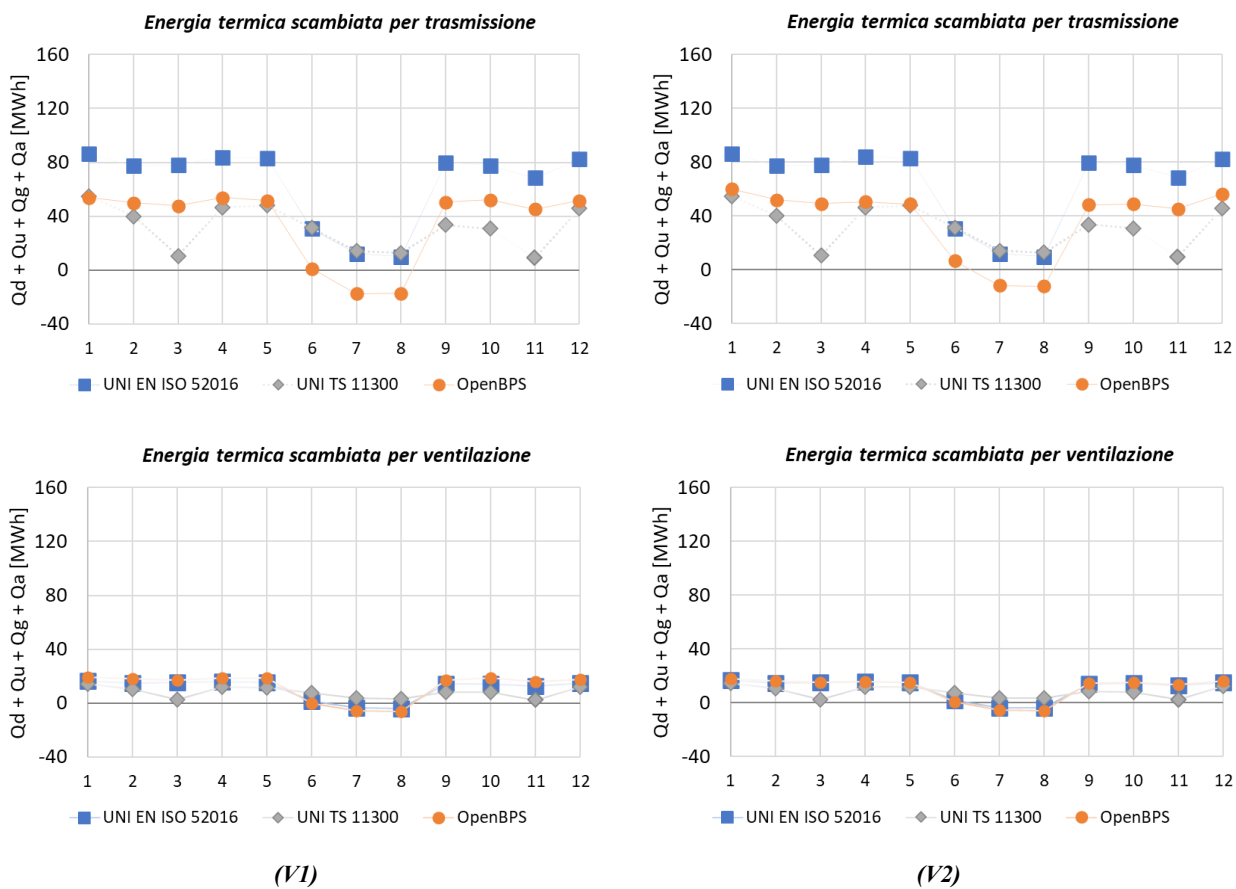 Energia termica scambiata per trasmissione
Qd + Qu + Qg + Qa [MWh]
160
120
80
40
0
-40
1 2 3 4 5 6 7 8 9 10 11 12
UNI EN ISO 52016 UNI TS 11300 OpenBPS
Energia termica scambiata per trasmissione
Qd + Qu + Qg + Qa [MWh]
160
120
80
40
0
-40
1 2 3 4 5 6 7 8 9 10 11 12
UNI EN ISO 52016 UNI TS 11300 OpenBPS
Energia termica scambiata per ventilazione
Qd + Qu + Qg + Qa [MWh]
160
120
80
40
0
-40
1 2 3 4 5 6 7 8 9 10 11 12
UNI EN ISO 52016 UNI TS 11300 OpenBPS
Energia termica scambiata per ventilazione
Qd + Qu + Qg + Qa [MWh]
160
120
80
40
0
-40
1 2 3 4 5 6 7 8 9 10 11 12
UNI EN ISO 52016 UNI TS 11300 OpenBPS
(V1)
(V2)